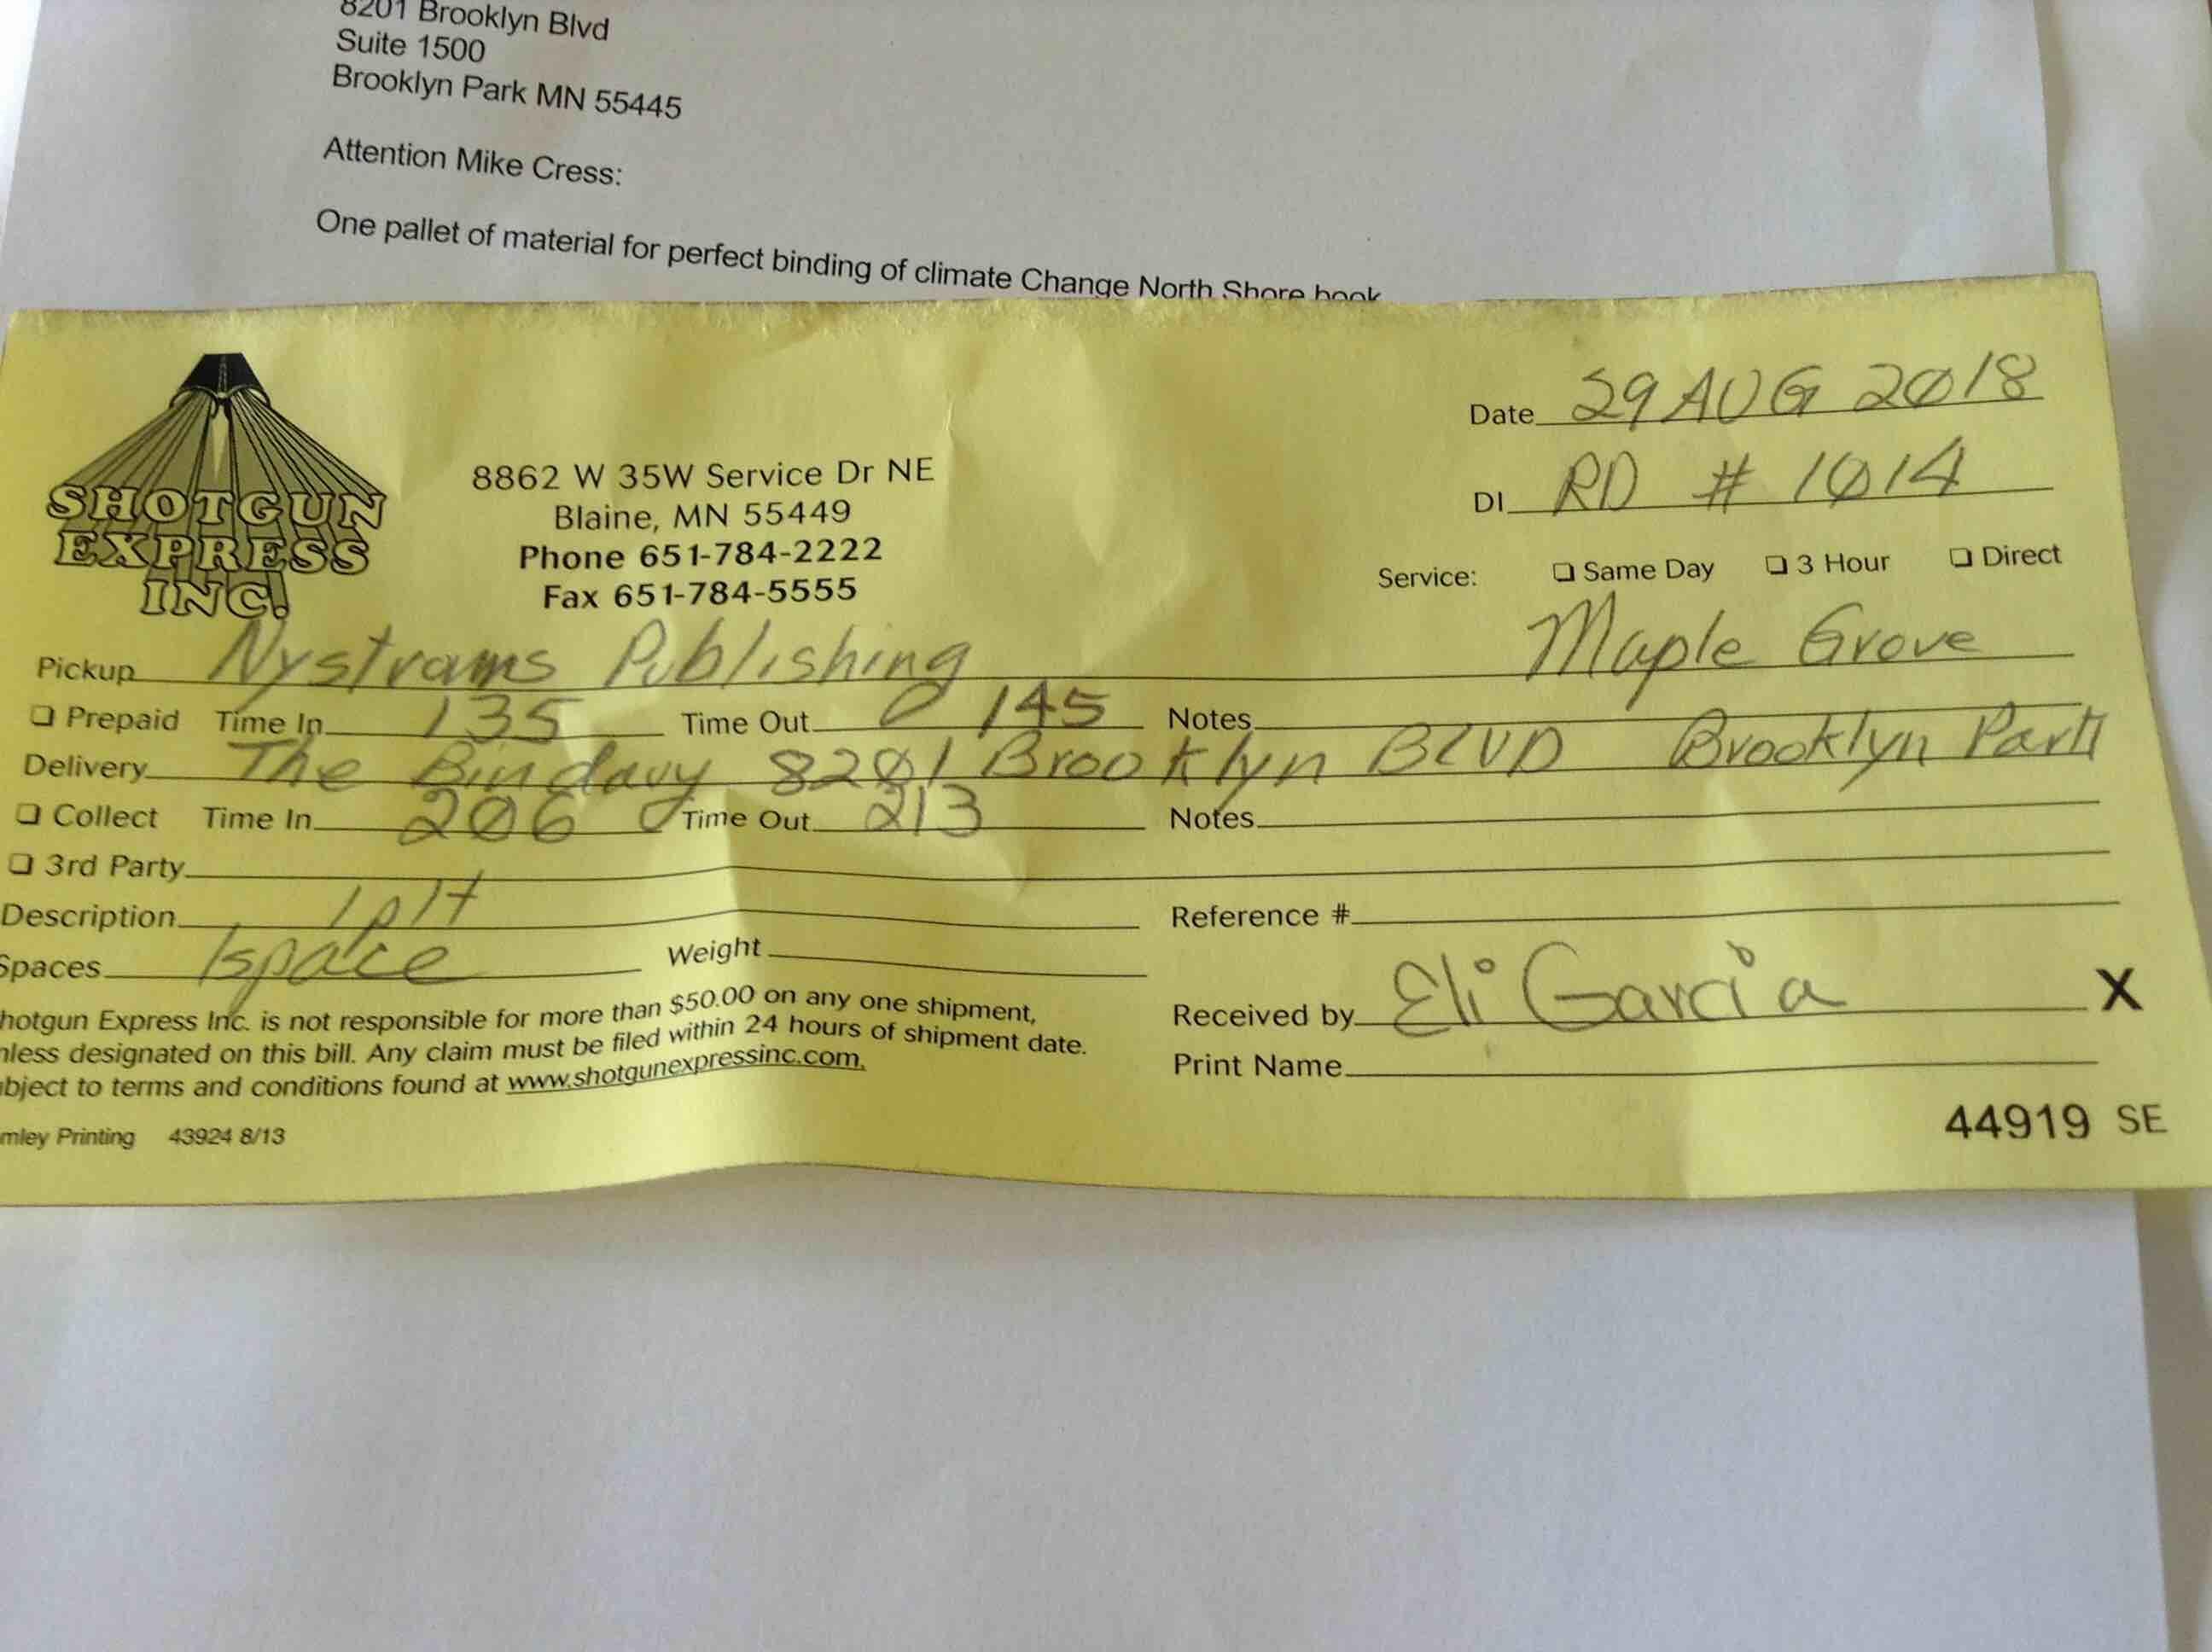 8201 Brooklyn Blvd
Suite 1500
Brooklyn Park MN 55445
Attention Mike Cress:
One pallet of material for perfect binding of climate Change North Shore book
SHOTGUN
EXPRESS
INC!
8862 W 35W Service Dr NE
Blaine, MN 55449
Phone 651-784-2222
Fax 651-784-5555
Date 29 AUG 2018
DI RD # 1014
Service: Same Day 3 Hour Direct
Pickup Nystroms Publishing Maple Grove
Prepaid Time In 135 Time Out 145 Notes
Delivery The Bindary 8201 Brooklyn BLVD Brooklyn Park
Collect Time In 206 Time Out 213 Notes
3rd Party
Description 1 plt Reference #
Spaces 1 space Weight
hotgun Express Inc. is not responsible for more than $50.00 on any one shipment,
nless designated on this bill. Any claim must be filed within 24 hours of shipment date.
bject to terms and conditions found at www.shotgunexpressinc.com.
Received by Eli Garcia X
Print Name
mley Printing 43924 8/13
44919 SE